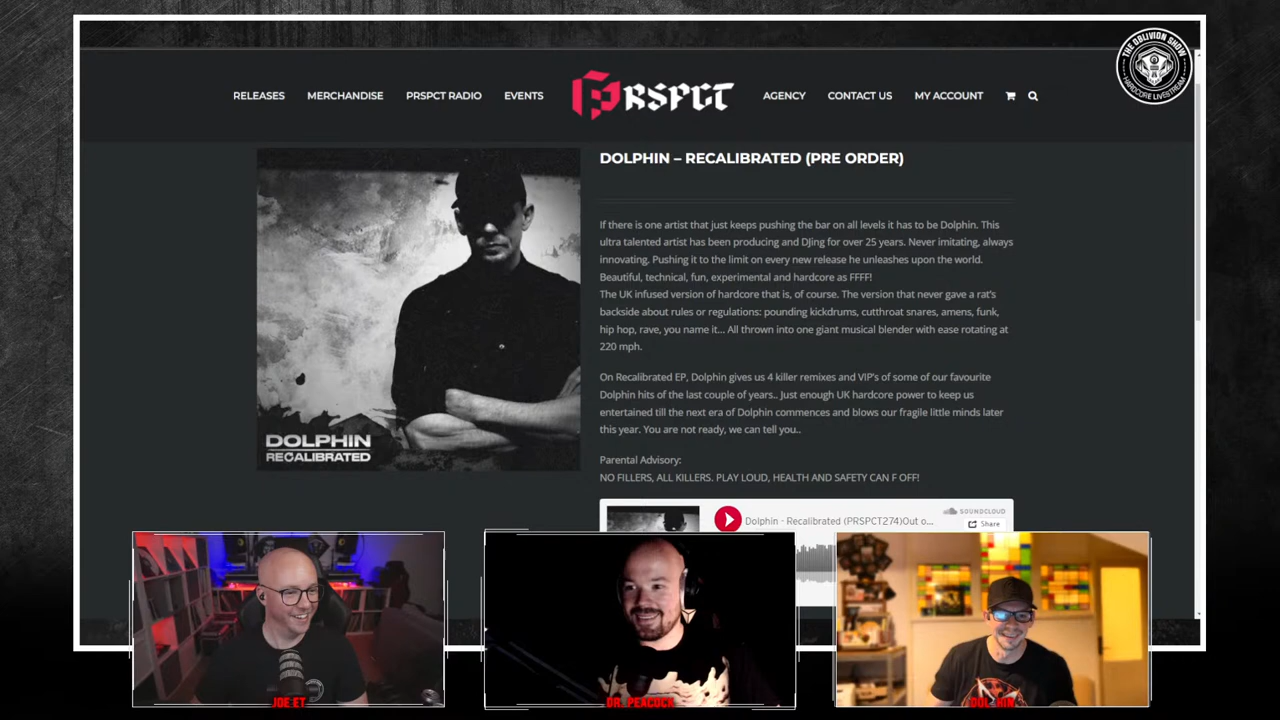 THE OBLIVION SHOW
HARDCORE LIVESTREAM
RELEASES MERCHANDISE PRSPCT RADIO EVENTS PRSPCT AGENCY CONTACT US MY ACCOUNT
DOLPHIN – RECALIBRATED (PRE ORDER)
If there is one artist that just keeps pushing the bar on all levels it has to be Dolphin. This
ultra talented artist has been producing and DJing for over 25 years. Never imitating, always
innovating. Pushing it to the limit on every new release he unleashes upon the world.
Beautiful, technical, fun, experimental and hardcore as FFFF!
The UK infused version of hardcore that is, of course. The version that never gave a rat's
backside about rules or regulations: pounding kickdrums, cutthroat snares, amens, funk,
hip hop, rave, you name it... All thrown into one giant musical blender with ease rotating at
220 mph.
On Recalibrated EP, Dolphin gives us 4 killer remixes and VIP's of some of our favourite
Dolphin hits of the last couple of years.. Just enough UK hardcore power to keep us
entertained till the next era of Dolphin commences and blows our fragile little minds later
this year. You are not ready, we can tell you..
Parental Advisory:
NO FILLERS, ALL KILLERS. PLAY LOUD, HEALTH AND SAFETY CAN F OFF!
DOLPHIN
RECALIBRATED
SOUNDCLOUD
Dolphin - Recalibrated (PRSPCT274)Out o...
Share
JOE ET
DR. PEACOCK
DOLPHIN